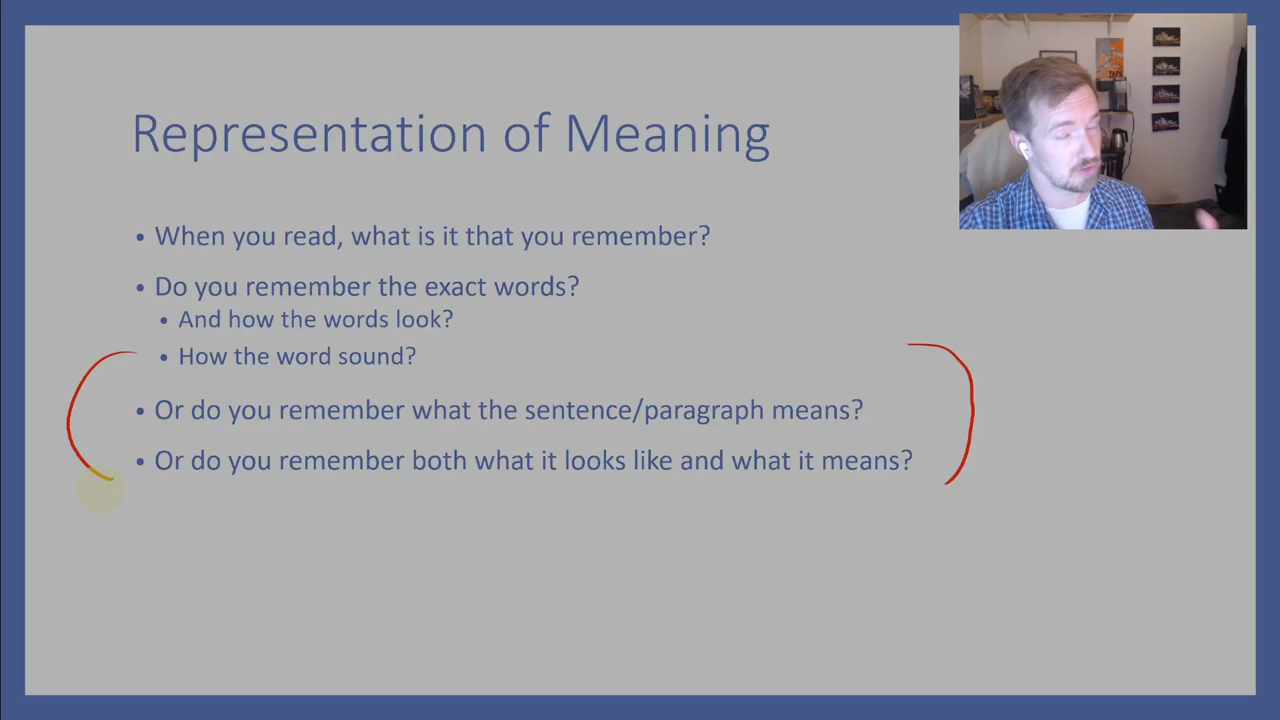 Representation of Meaning
• When you read, what is it that you remember?
• Do you remember the exact words?
• And how the words look?
• How the word sound?
• Or do you remember what the sentence/paragraph means?
• Or do you remember both what it looks like and what it means?